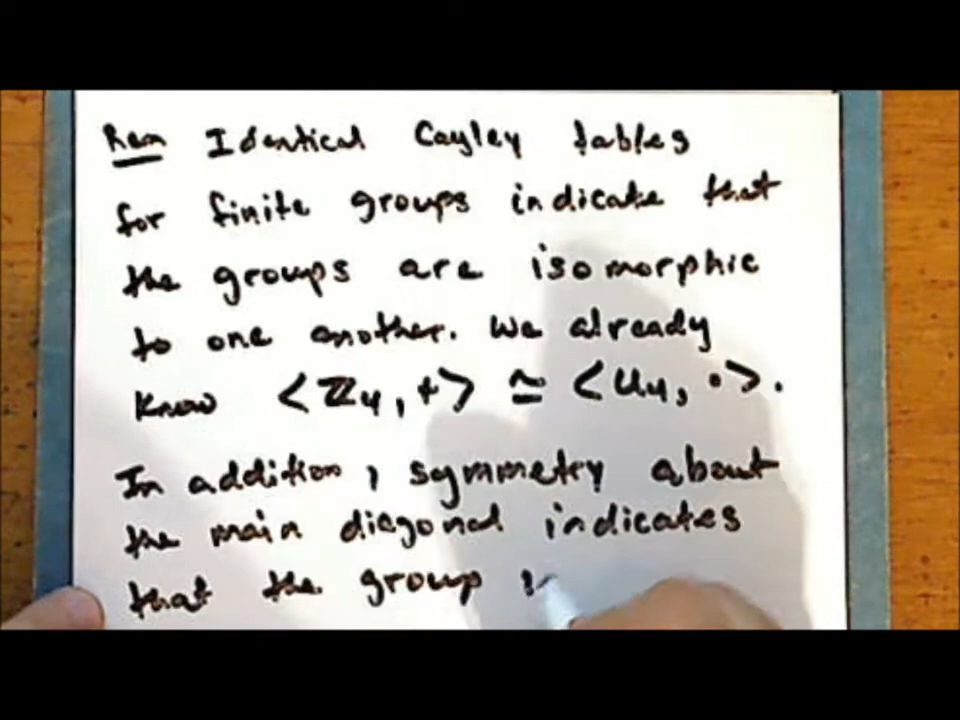 Rem Identical Cayley tables
for finite groups indicate that
the groups are isomorphic
to one another. We already
know <ℤ₄, +> ≃ <U₄, ·>.
In addition, symmetry about
the main diagonal indicates
that the group